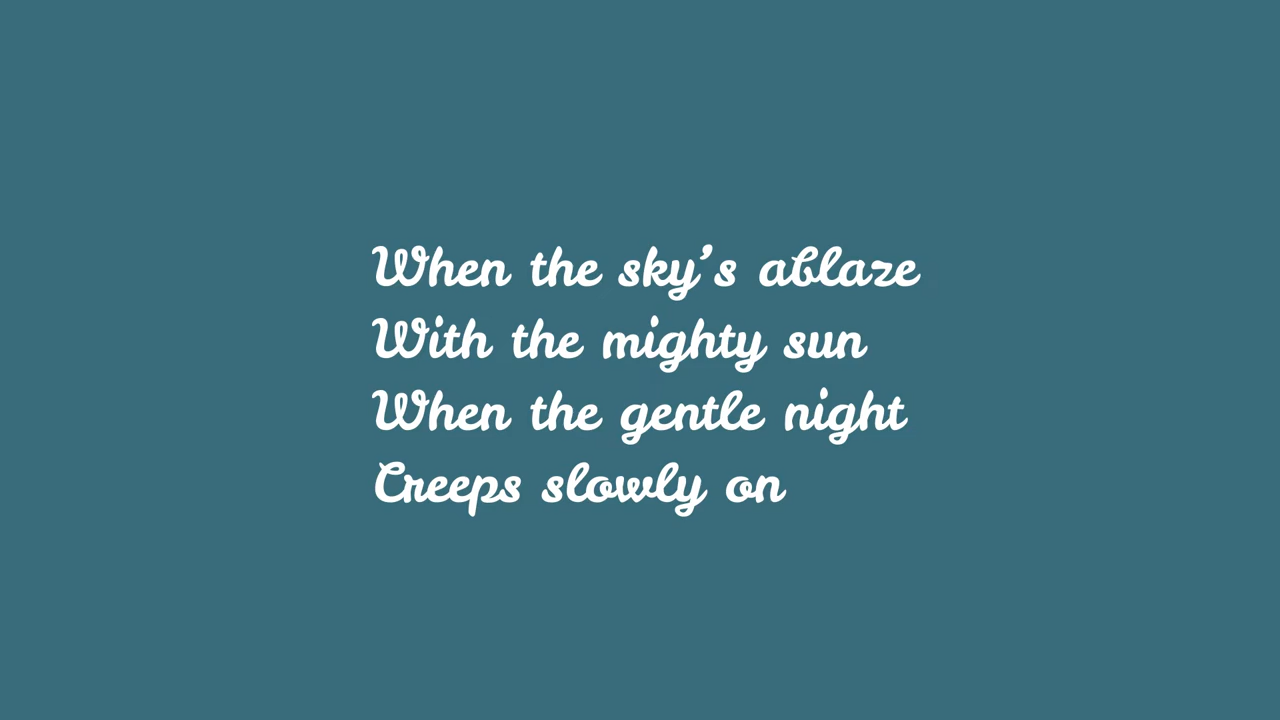 When the sky’s ablaze
With the mighty sun
When the gentle night
Creeps slowly on